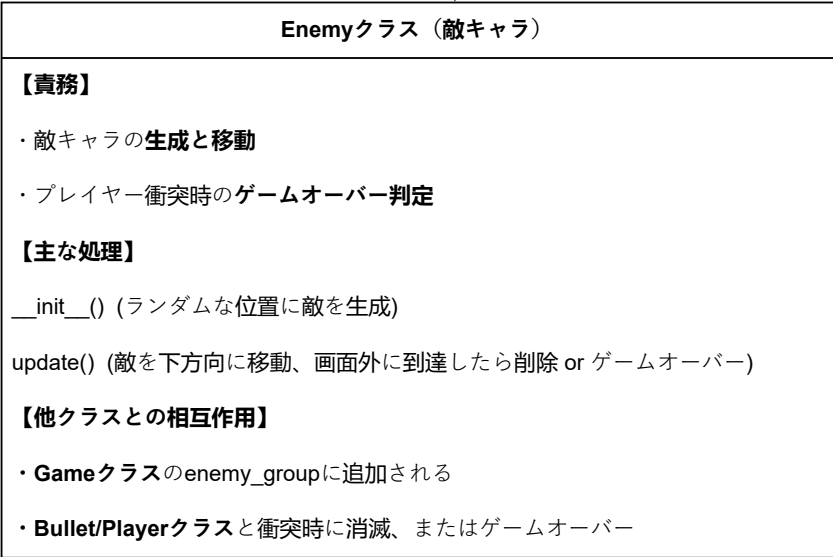 Enemyクラス（敵キャラ）
【責務】
・敵キャラの生成と移動
・プレイヤー衝突時のゲームオーバー判定
【主な処理】
__init__() (ランダムな位置に敵を生成)
update() (敵を下方向に移動、画面外に到達したら削除 or ゲームオーバー)
【他クラスとの相互作用】
・Gameクラスのenemy_groupに追加される
・Bullet/Playerクラスと衝突時に消滅、またはゲームオーバー